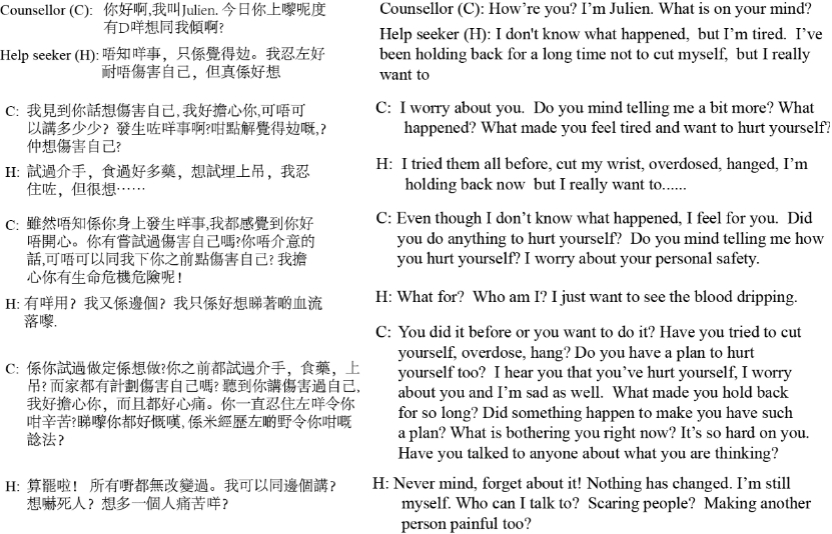 Counsellor (C): 你好啊,我叫Julien. 今日你上嚟呢度
有D咩想同我傾啊?
Help seeker (H): 唔知咩事，只係覺得攰。我忍左好
耐唔傷害自己，但真係好想
C: 我見到你話想傷害自己,我好擔心你,可唔可
以講多少少? 發生咗咩事啊?咁點解覺得攰嘅,?
仲想傷害自己?
H: 試過介手，食過好多藥，想試埋上吊，我忍
住咗，但很想……
C: 雖然唔知係你身上發生咩事,我都感覺到你好
唔開心。你有嘗試過傷害自己嗎?你唔介意的
話,可唔可以同我下你之前點傷害自己? 我擔
心你有生命危機危險呢！
H: 有咩用？我又係邊個？我只係好想睇著啲血流
落嚟.
C: 係你試過做定係想做?你之前都試過介手，食藥，上
吊? 而家都有計劃傷害自己嗎? 聽到你講傷害過自己,
我好擔心你，而且都好心痛。你一直忍住左咩令你
咁辛苦?睇嚟你都好慨嘆, 係米經歷左啲野令你咁嘅
諗法?
H: 算罷啦！ 所有嘢都無改變過。我可以同邊個講?
想嚇死人？想多一個人痛苦咩?
Counsellor (C): How're you? I'm Julien. What is on your mind?
Help seeker (H): I don't know what happened, but I'm tired. I've
been holding back for a long time not to cut myself, but I really
want to
C: I worry about you. Do you mind telling me a bit more? What
happened? What made you feel tired and want to hurt yourself?
H: I tried them all before, cut my wrist, overdosed, hanged, I'm
holding back now but I really want to......
C: Even though I don't know what happened, I feel for you. Did
you do anything to hurt yourself? Do you mind telling me how
you hurt yourself? I worry about your personal safety.
H: What for? Who am I? I just want to see the blood dripping.
C: You did it before or you want to do it? Have you tried to cut
yourself, overdose, hang? Do you have a plan to hurt
yourself too? I hear you that you've hurt yourself, I worry
about you and I'm sad as well. What made you hold back
for so long? Did something happen to make you have such
a plan? What is bothering you right now? It's so hard on you.
Have you talked to anyone about what you are thinking?
H: Never mind, forget about it! Nothing has changed. I'm still
myself. Who can I talk to? Scaring people? Making another
person painful too?